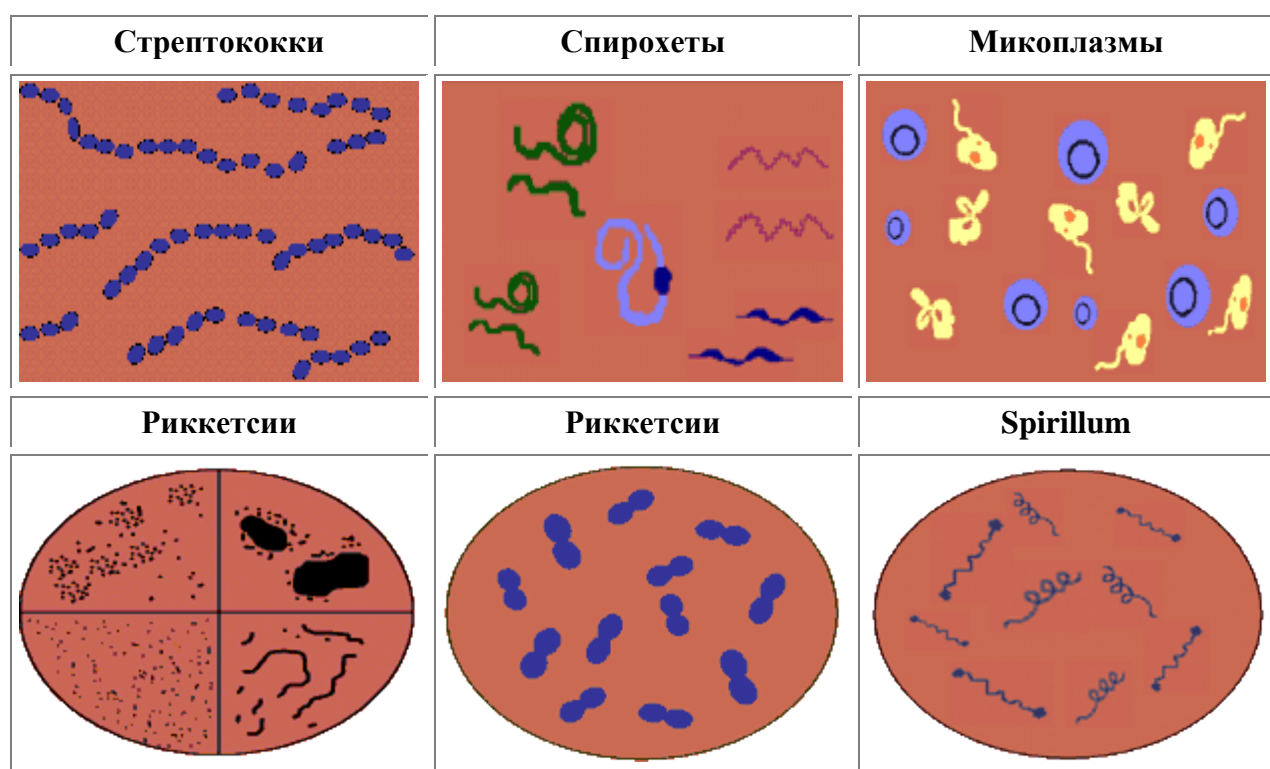 Стрептококки
Спирохеты
Микоплазмы
Риккетсии
Риккетсии
Spirillum